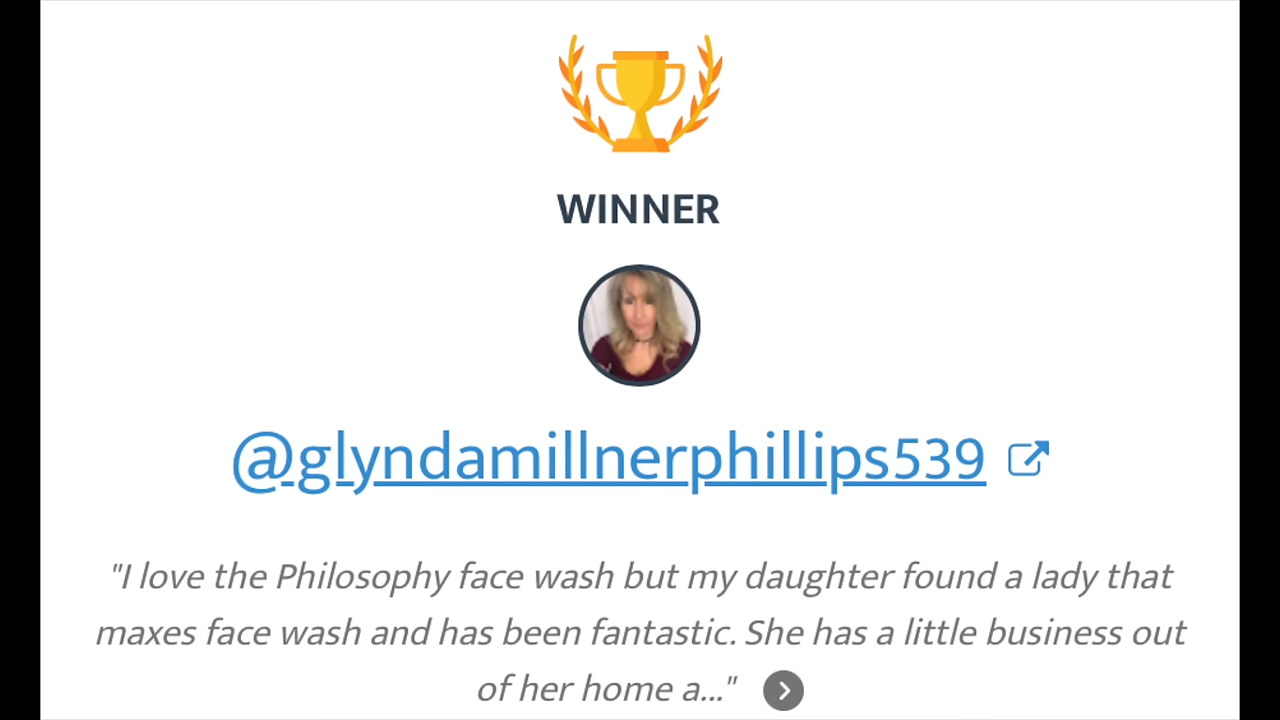 WINNER
@glyndamillnerphillips539
"I love the Philosophy face wash but my daughter found a lady that
maxes face wash and has been fantastic. She has a little business out
of her home a..."